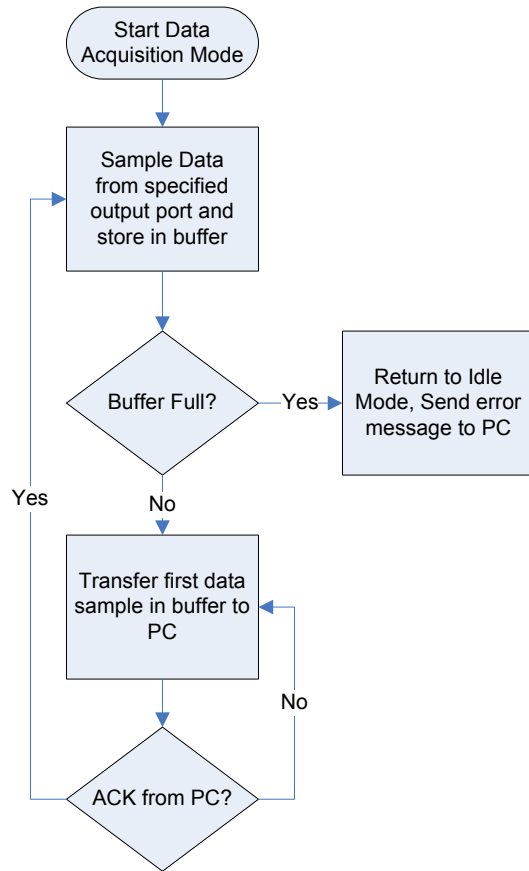 Start Data
Acquisition Mode
Sample Data
from specified
output port and
store in buffer
Buffer Full?
Yes
Return to Idle
Mode, Send error
message to PC
Yes
No
Transfer first data
sample in buffer to
PC
No
ACK from PC?